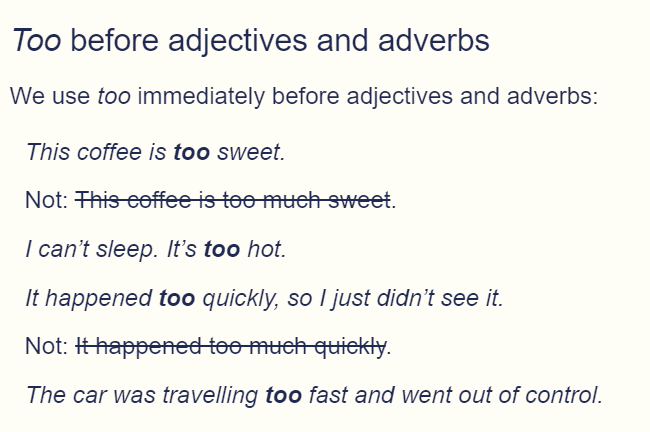 Too before adjectives and adverbs
We use too immediately before adjectives and adverbs:
This coffee is too sweet.
Not: This coffee is too much sweet.
I can’t sleep. It’s too hot.
It happened too quickly, so I just didn’t see it.
Not: It happened too much quickly.
The car was travelling too fast and went out of control.